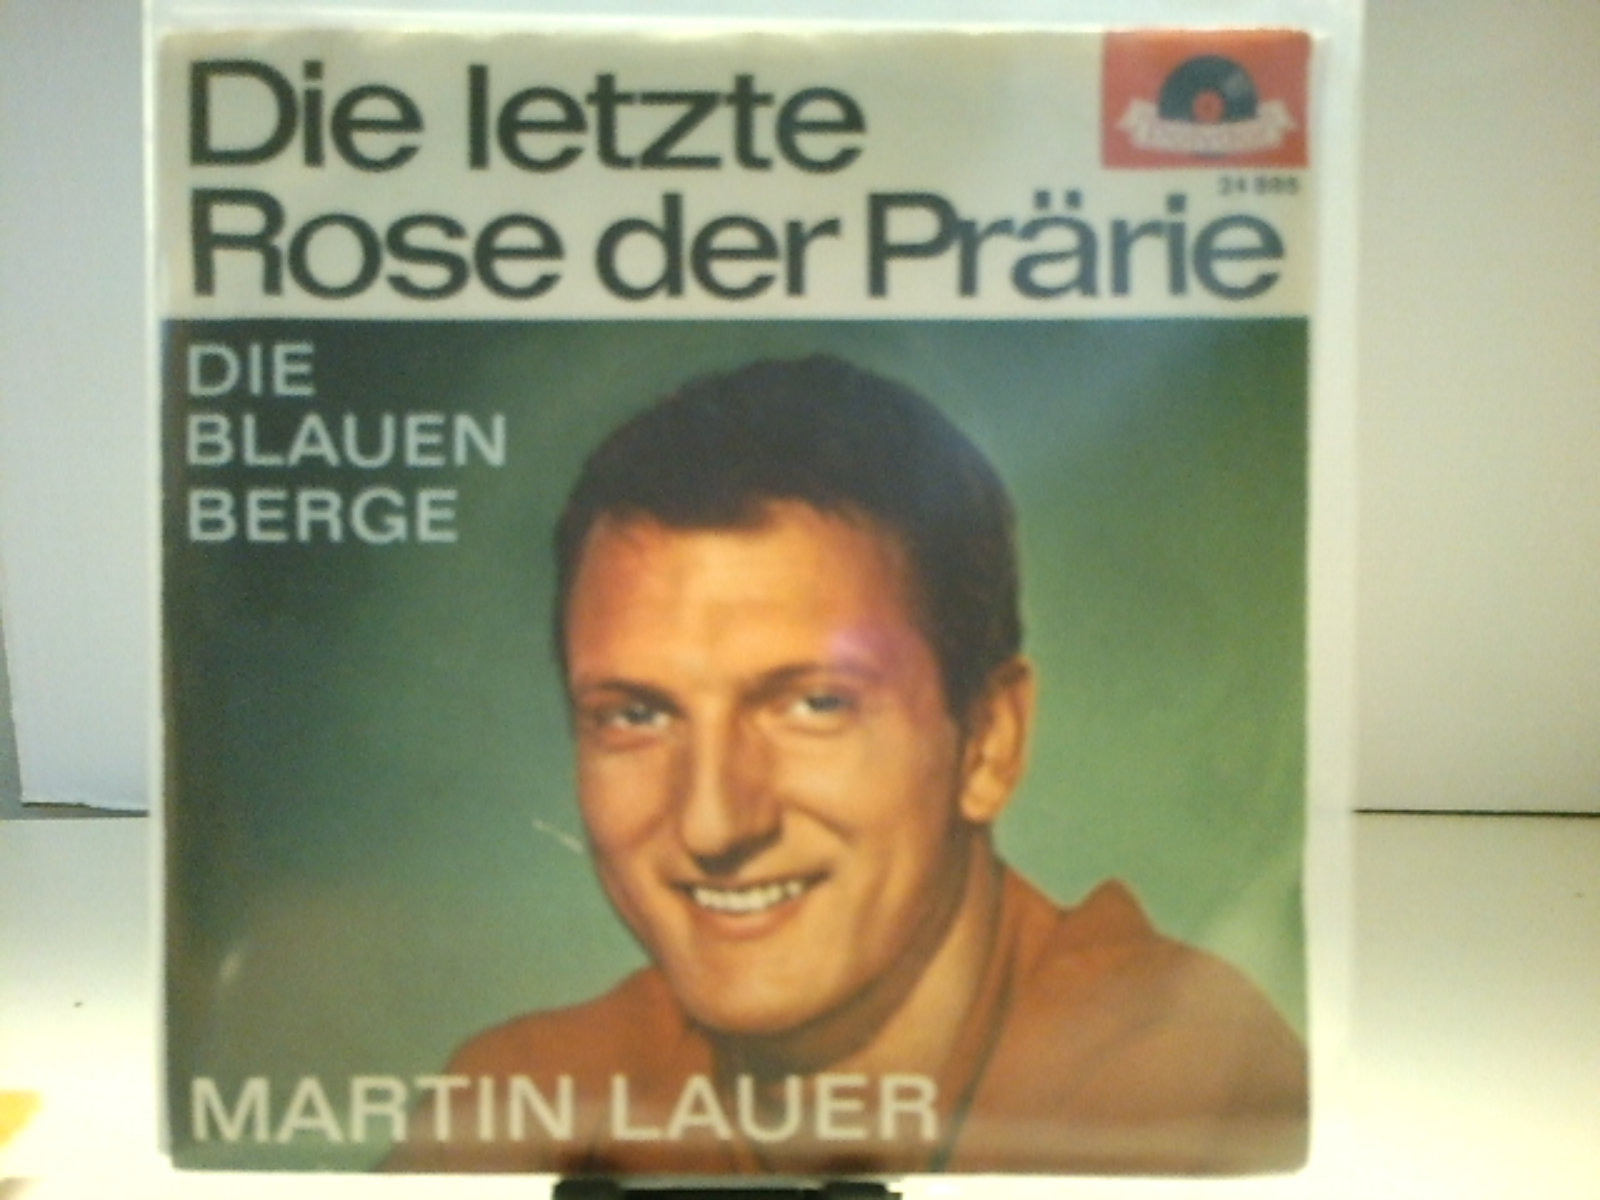 Die letzte
Rose der Prärie
DIE
BLAUEN
BERGE
MARTIN LAUER